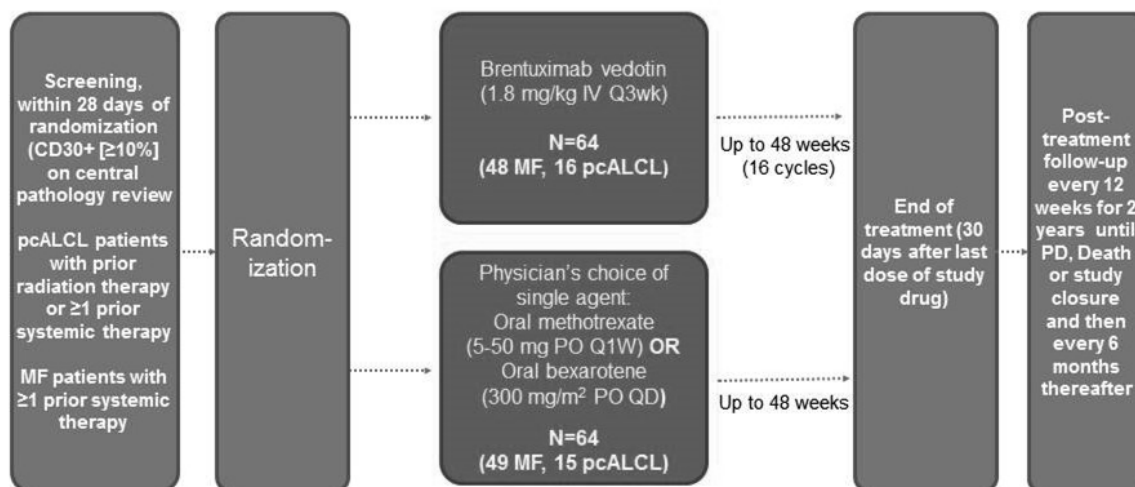 Screening,
within 28 days of
randomization
(CD30+ [≥10%]
on central
pathology review
pcALCL patients
with prior
radiation therapy
or ≥1 prior
systemic therapy
MF patients with
≥1 prior systemic
therapy
Random-
ization
Brentuximab vedotin
(1.8 mg/kg IV Q3wk)
N=64
(48 MF, 16 pcALCL)
Up to 48 weeks
(16 cycles)
Physician's choice of
single agent:
Oral methotrexate
(5-50 mg PO Q1W) OR
Oral bexarotene
(300 mg/m² PO QD)
N=64
(49 MF, 15 pcALCL)
Up to 48 weeks
End of
treatment (30
days after last
dose of study
drug)
Post-
treatment
follow-up
every 12
weeks for 2
years until
PD, Death
or study
closure
and then
every 6
months
thereafter